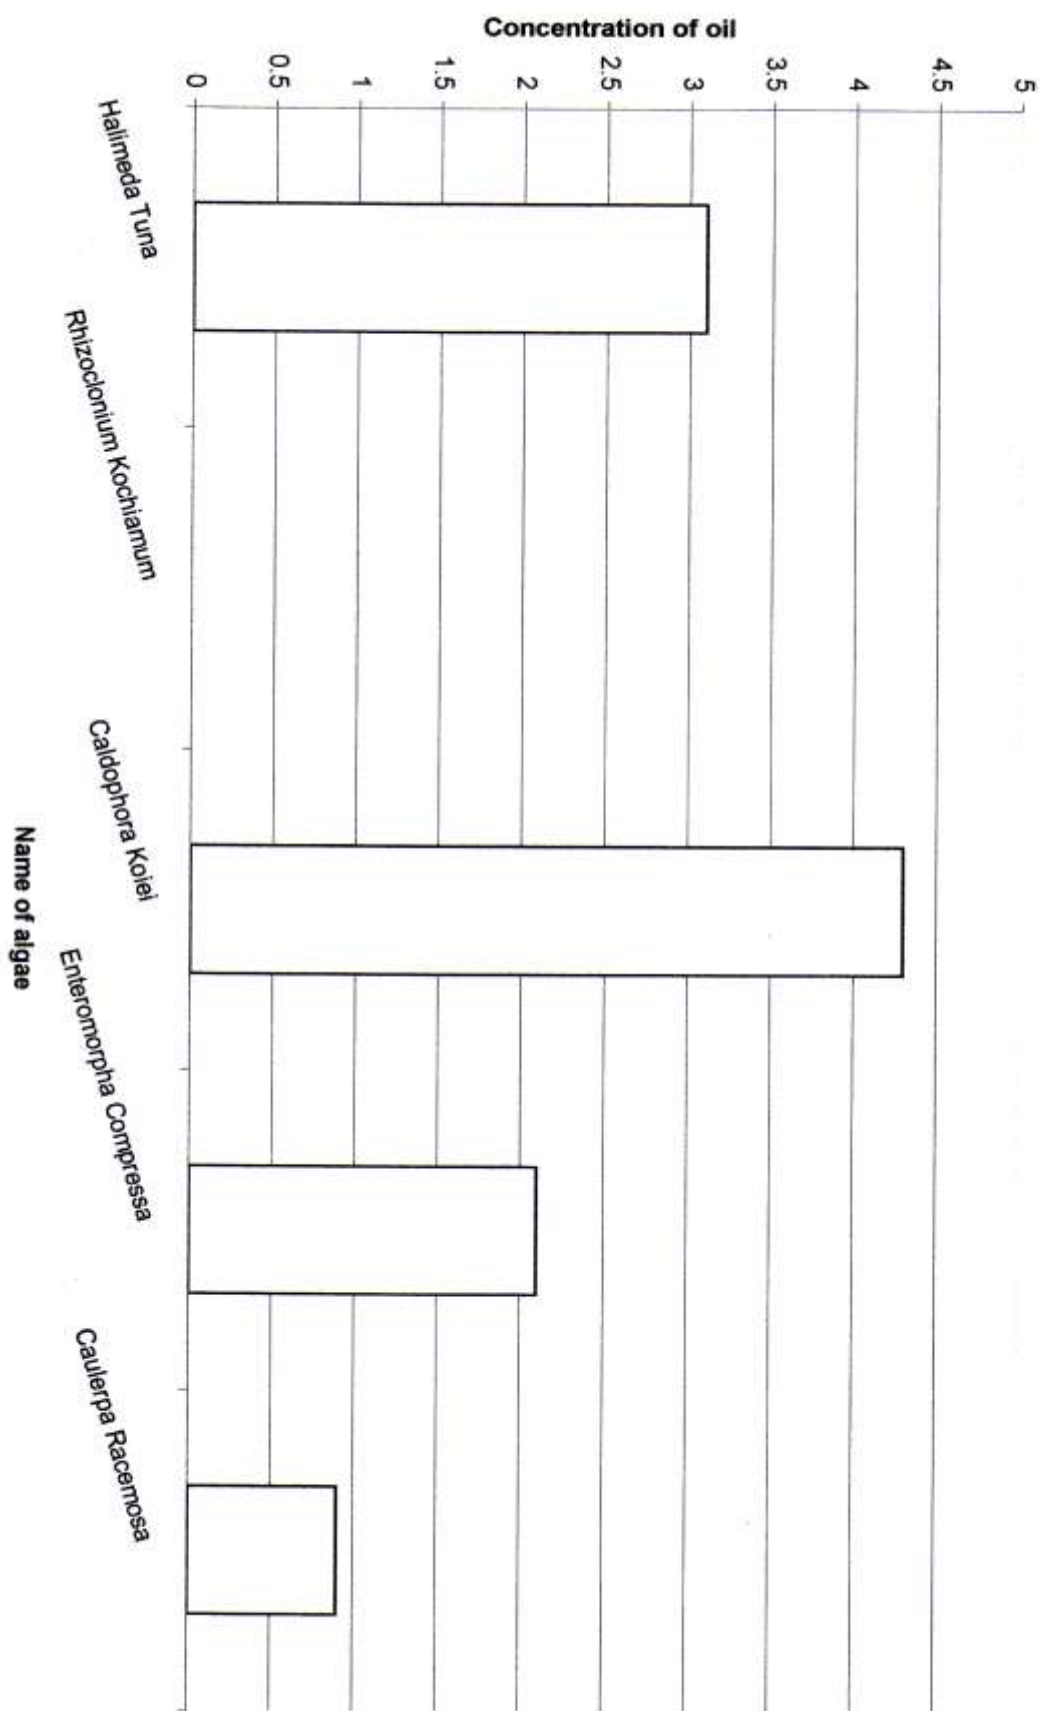 Concentration of oil
5
4.5
4
3.5
3
2.5
2
1.5
1
0.5
0
Halimeda Tuna
Rhizoclonium Kochiamum
Caldophora Koiei
Enteromorpha Compressa
Caulerpa Racemosa
Name of algae